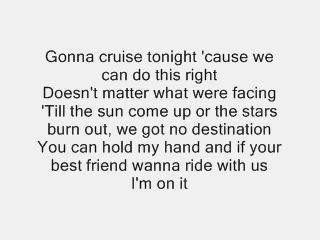 Gonna cruise tonight 'cause we
can do this right
Doesn't matter what were facing
'Till the sun come up or the stars
burn out, we got no destination
You can hold my hand and if your
best friend wanna ride with us
I'm on it